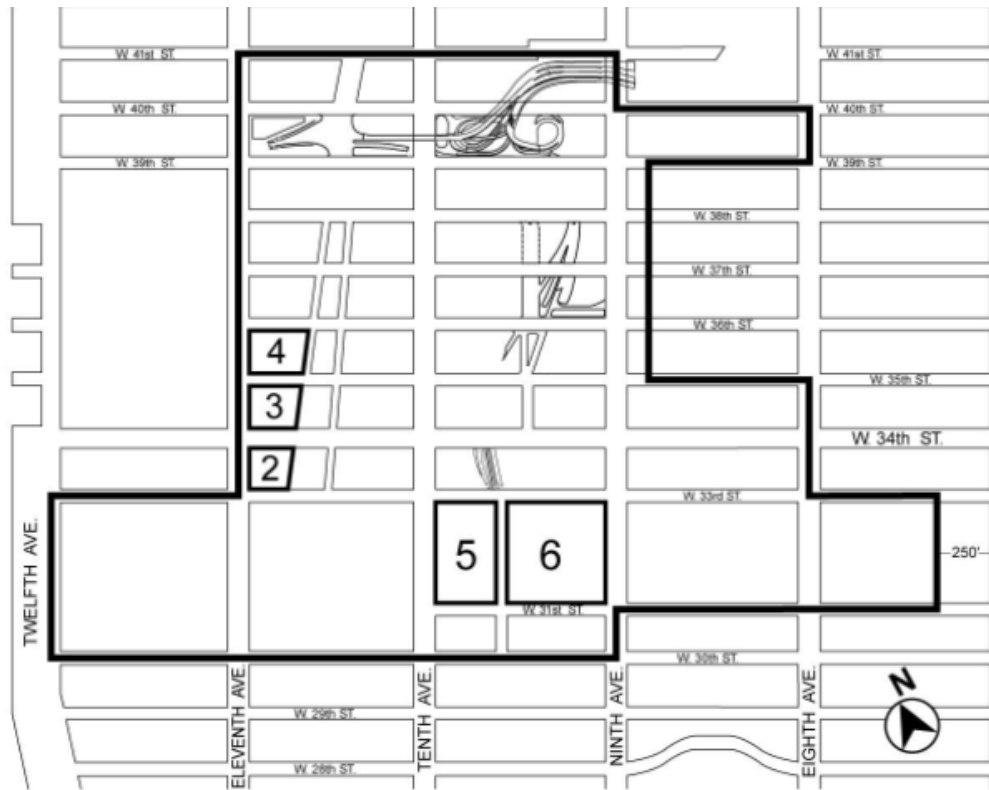 W. 41st ST.
W. 41st ST.
W. 40th ST.
W. 40th ST.
W. 39th ST.
W. 39th ST.
W. 38th ST.
W. 37th ST.
W. 36th ST.
4
W. 35th ST.
3
W. 34th ST.
2
W. 33rd ST.
5
6
250'
TWELFTH AVE.
W. 31st ST.
W. 30th ST.
ELEVENTH AVE.
TENTH AVE.
NINTH AVE.
EIGHTH AVE.
N
W. 29th ST.
W. 28th ST.